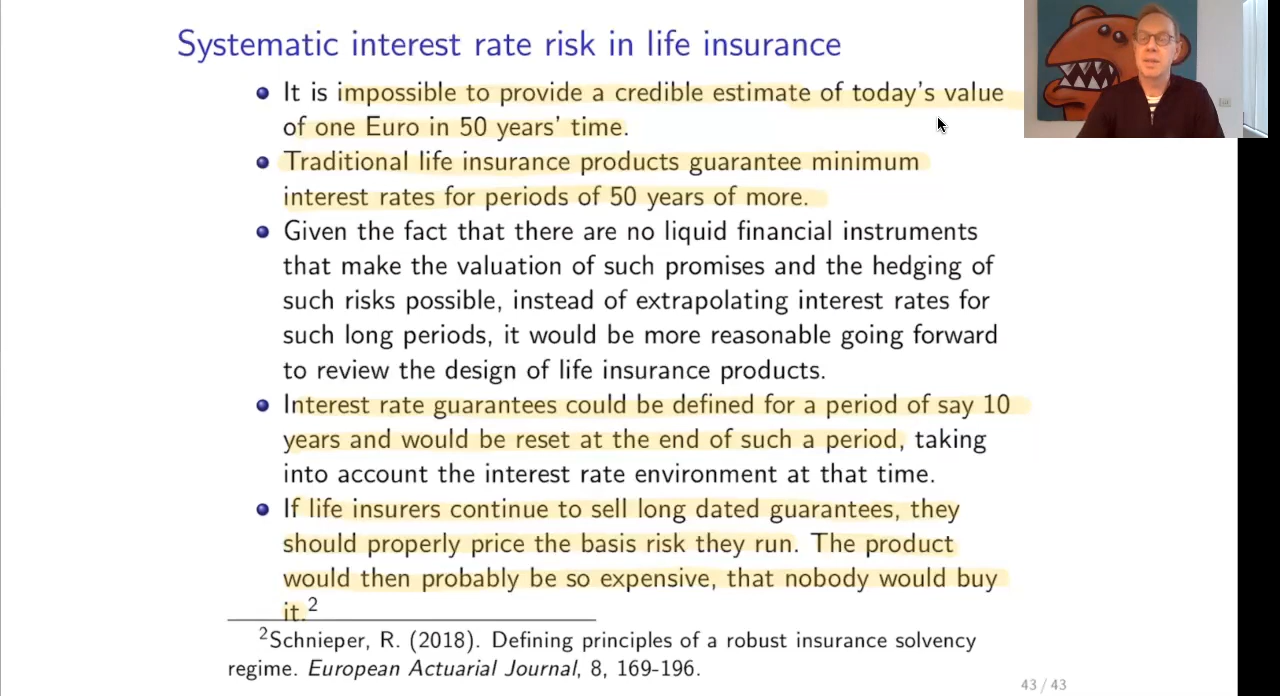 Systematic interest rate risk in life insurance
It is impossible to provide a credible estimate of today's value
of one Euro in 50 years' time.
Traditional life insurance products guarantee minimum
interest rates for periods of 50 years of more.
Given the fact that there are no liquid financial instruments
that make the valuation of such promises and the hedging of
such risks possible, instead of extrapolating interest rates for
such long periods, it would be more reasonable going forward
to review the design of life insurance products.
Interest rate guarantees could be defined for a period of say 10
years and would be reset at the end of such a period, taking
into account the interest rate environment at that time.
If life insurers continue to sell long dated guarantees, they
should properly price the basis risk they run. The product
would then probably be so expensive, that nobody would buy
it.²
²Schnieper, R. (2018). Defining principles of a robust insurance solvency
regime. European Actuarial Journal, 8, 169-196.
43 / 43